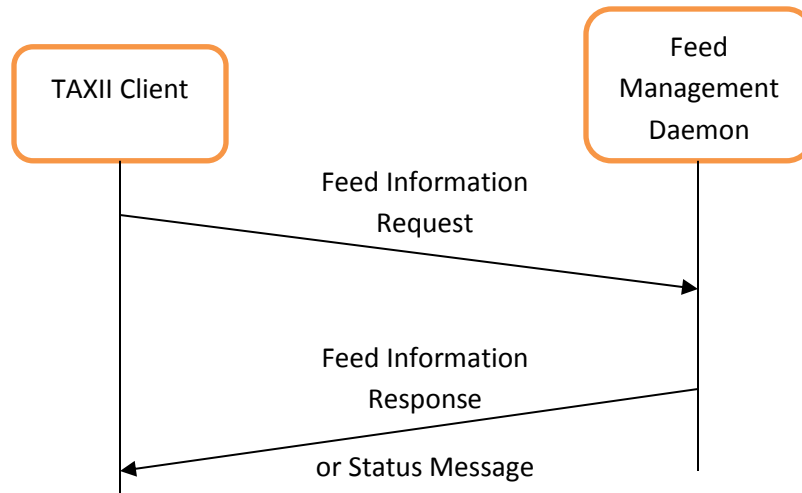 TAXII Client
Feed
Management
Daemon
Feed Information
Request
Feed Information
Response
or Status Message